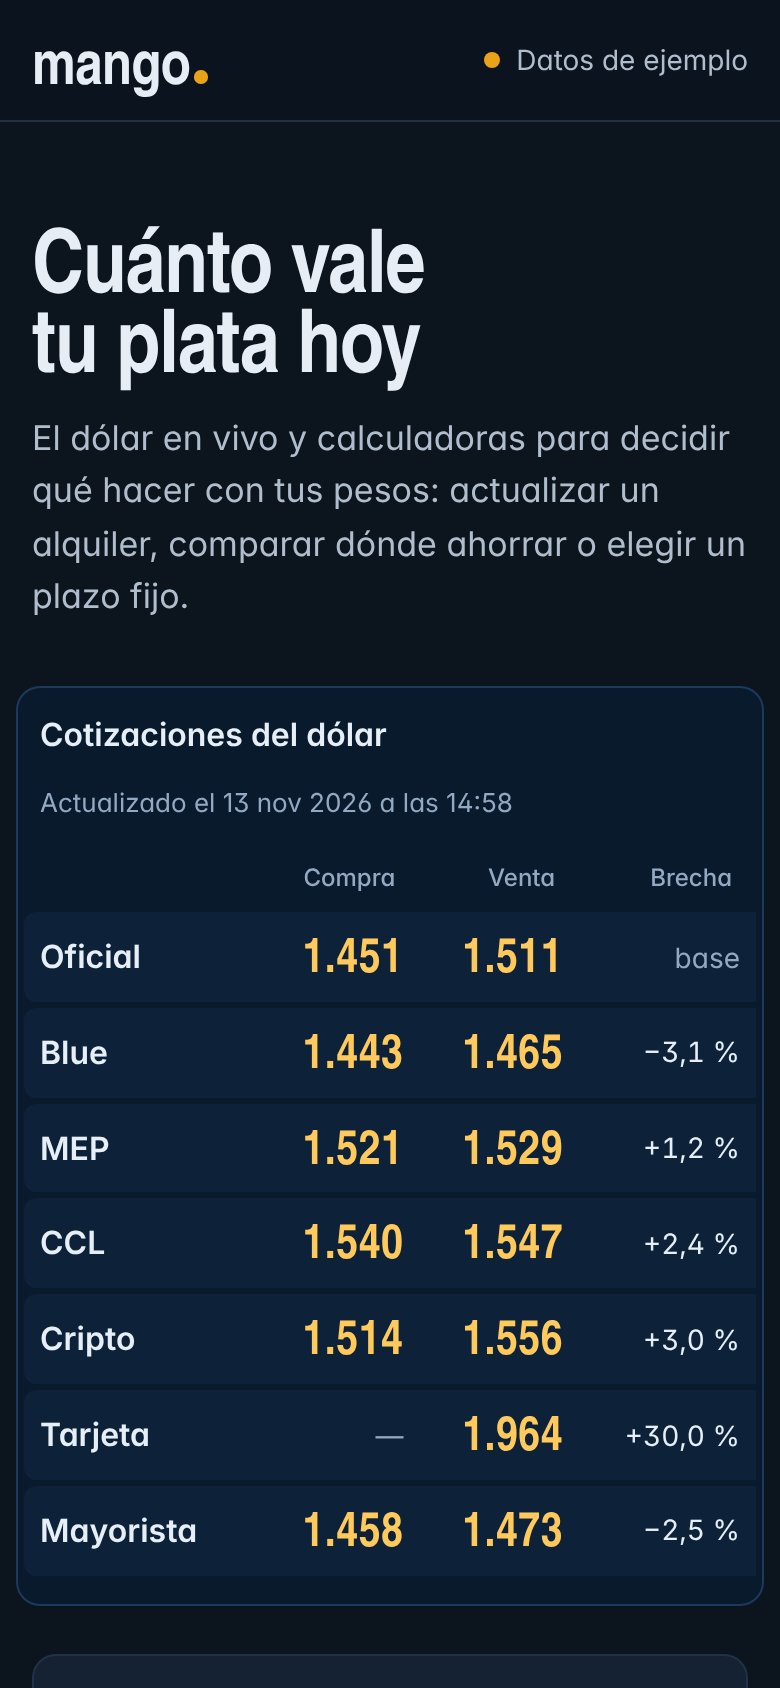 mango.
Datos de ejemplo
Cuánto vale
tu plata hoy
El dólar en vivo y calculadoras para decidir
qué hacer con tus pesos: actualizar un
alquiler, comparar dónde ahorrar o elegir un
plazo fijo.
Cotizaciones del dólar
Actualizado el 13 nov 2026 a las 14:58
Compra Venta Brecha
Oficial 1.451 1.511 base
Blue 1.443 1.465 −3,1 %
MEP 1.521 1.529 +1,2 %
CCL 1.540 1.547 +2,4 %
Cripto 1.514 1.556 +3,0 %
Tarjeta — 1.964 +30,0 %
Mayorista 1.458 1.473 −2,5 %